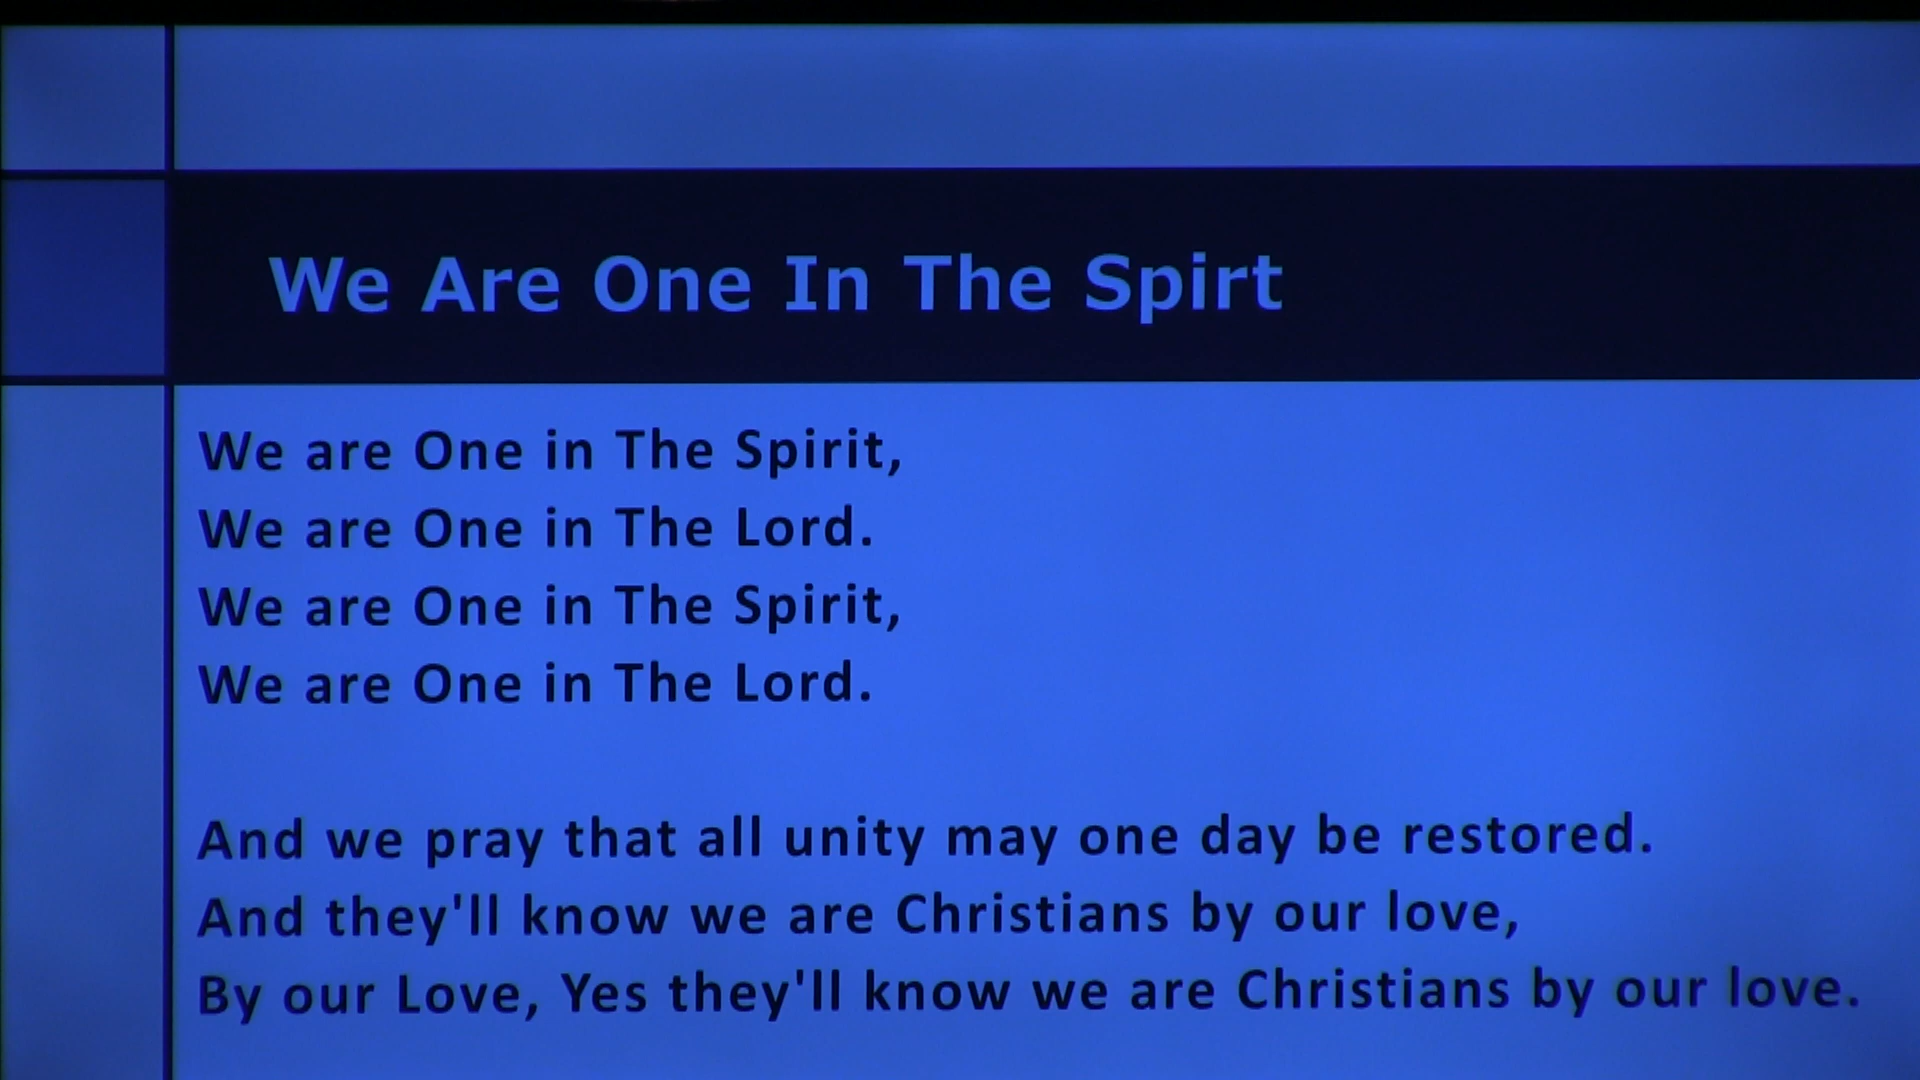 We Are One In The Spirt
We are One in The Spirit,
We are One in The Lord.
We are One in The Spirit,
We are One in The Lord.
And we pray that all unity may one day be restored.
And they'll know we are Christians by our love,
By our Love, Yes they'll know we are Christians by our love.